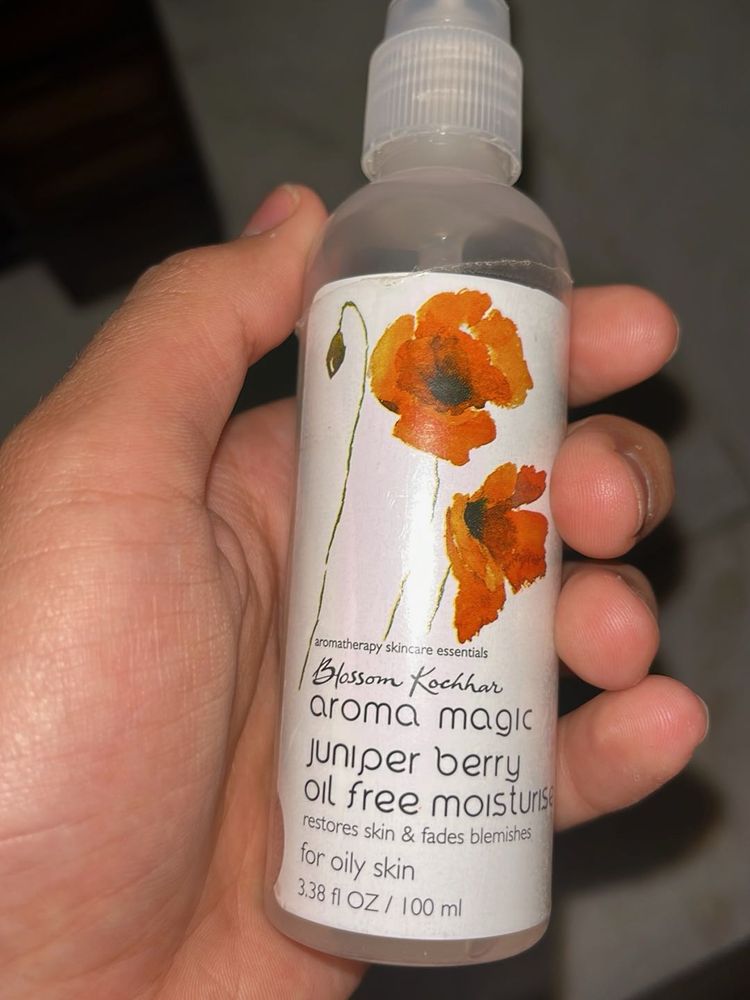 aromatherapy skincare essentials
Blossom Kochhar
aroma magic
juniper berry
oil free moisturise
restores skin & fades blemishes
for oily skin
3.38 fl OZ / 100 ml